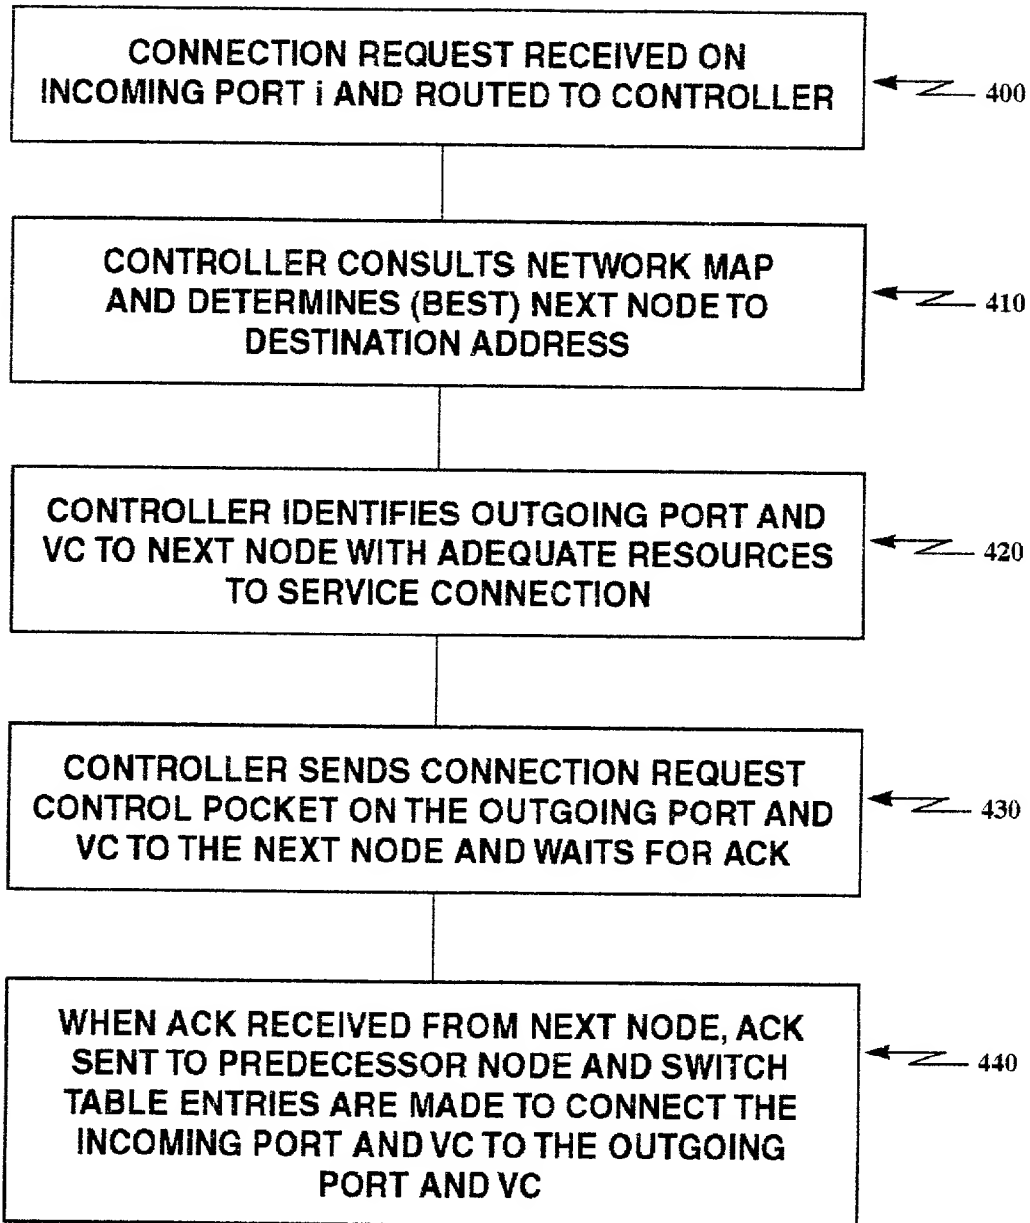 CONNECTION REQUEST RECEIVED ON
INCOMING PORT i AND ROUTED TO CONTROLLER
400
CONTROLLER CONSULTS NETWORK MAP
AND DETERMINES (BEST) NEXT NODE TO
DESTINATION ADDRESS
410
CONTROLLER IDENTIFIES OUTGOING PORT AND
VC TO NEXT NODE WITH ADEQUATE RESOURCES
TO SERVICE CONNECTION
420
CONTROLLER SENDS CONNECTION REQUEST
CONTROL POCKET ON THE OUTGOING PORT AND
VC TO THE NEXT NODE AND WAITS FOR ACK
430
WHEN ACK RECEIVED FROM NEXT NODE, ACK
SENT TO PREDECESSOR NODE AND SWITCH
TABLE ENTRIES ARE MADE TO CONNECT THE
INCOMING PORT AND VC TO THE OUTGOING
PORT AND VC
440